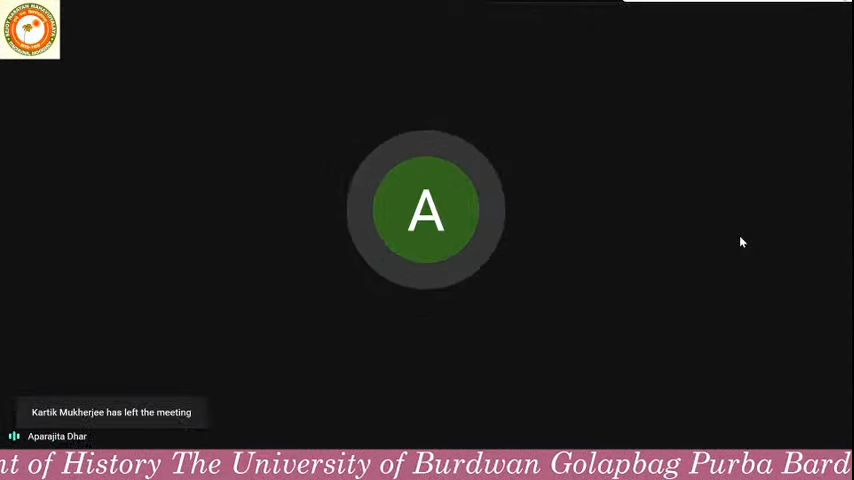 A
Kartik Mukherjee has left the meeting
Aparajita Dhar
nt of History The University of Burdwan Golapbag Purba Bard